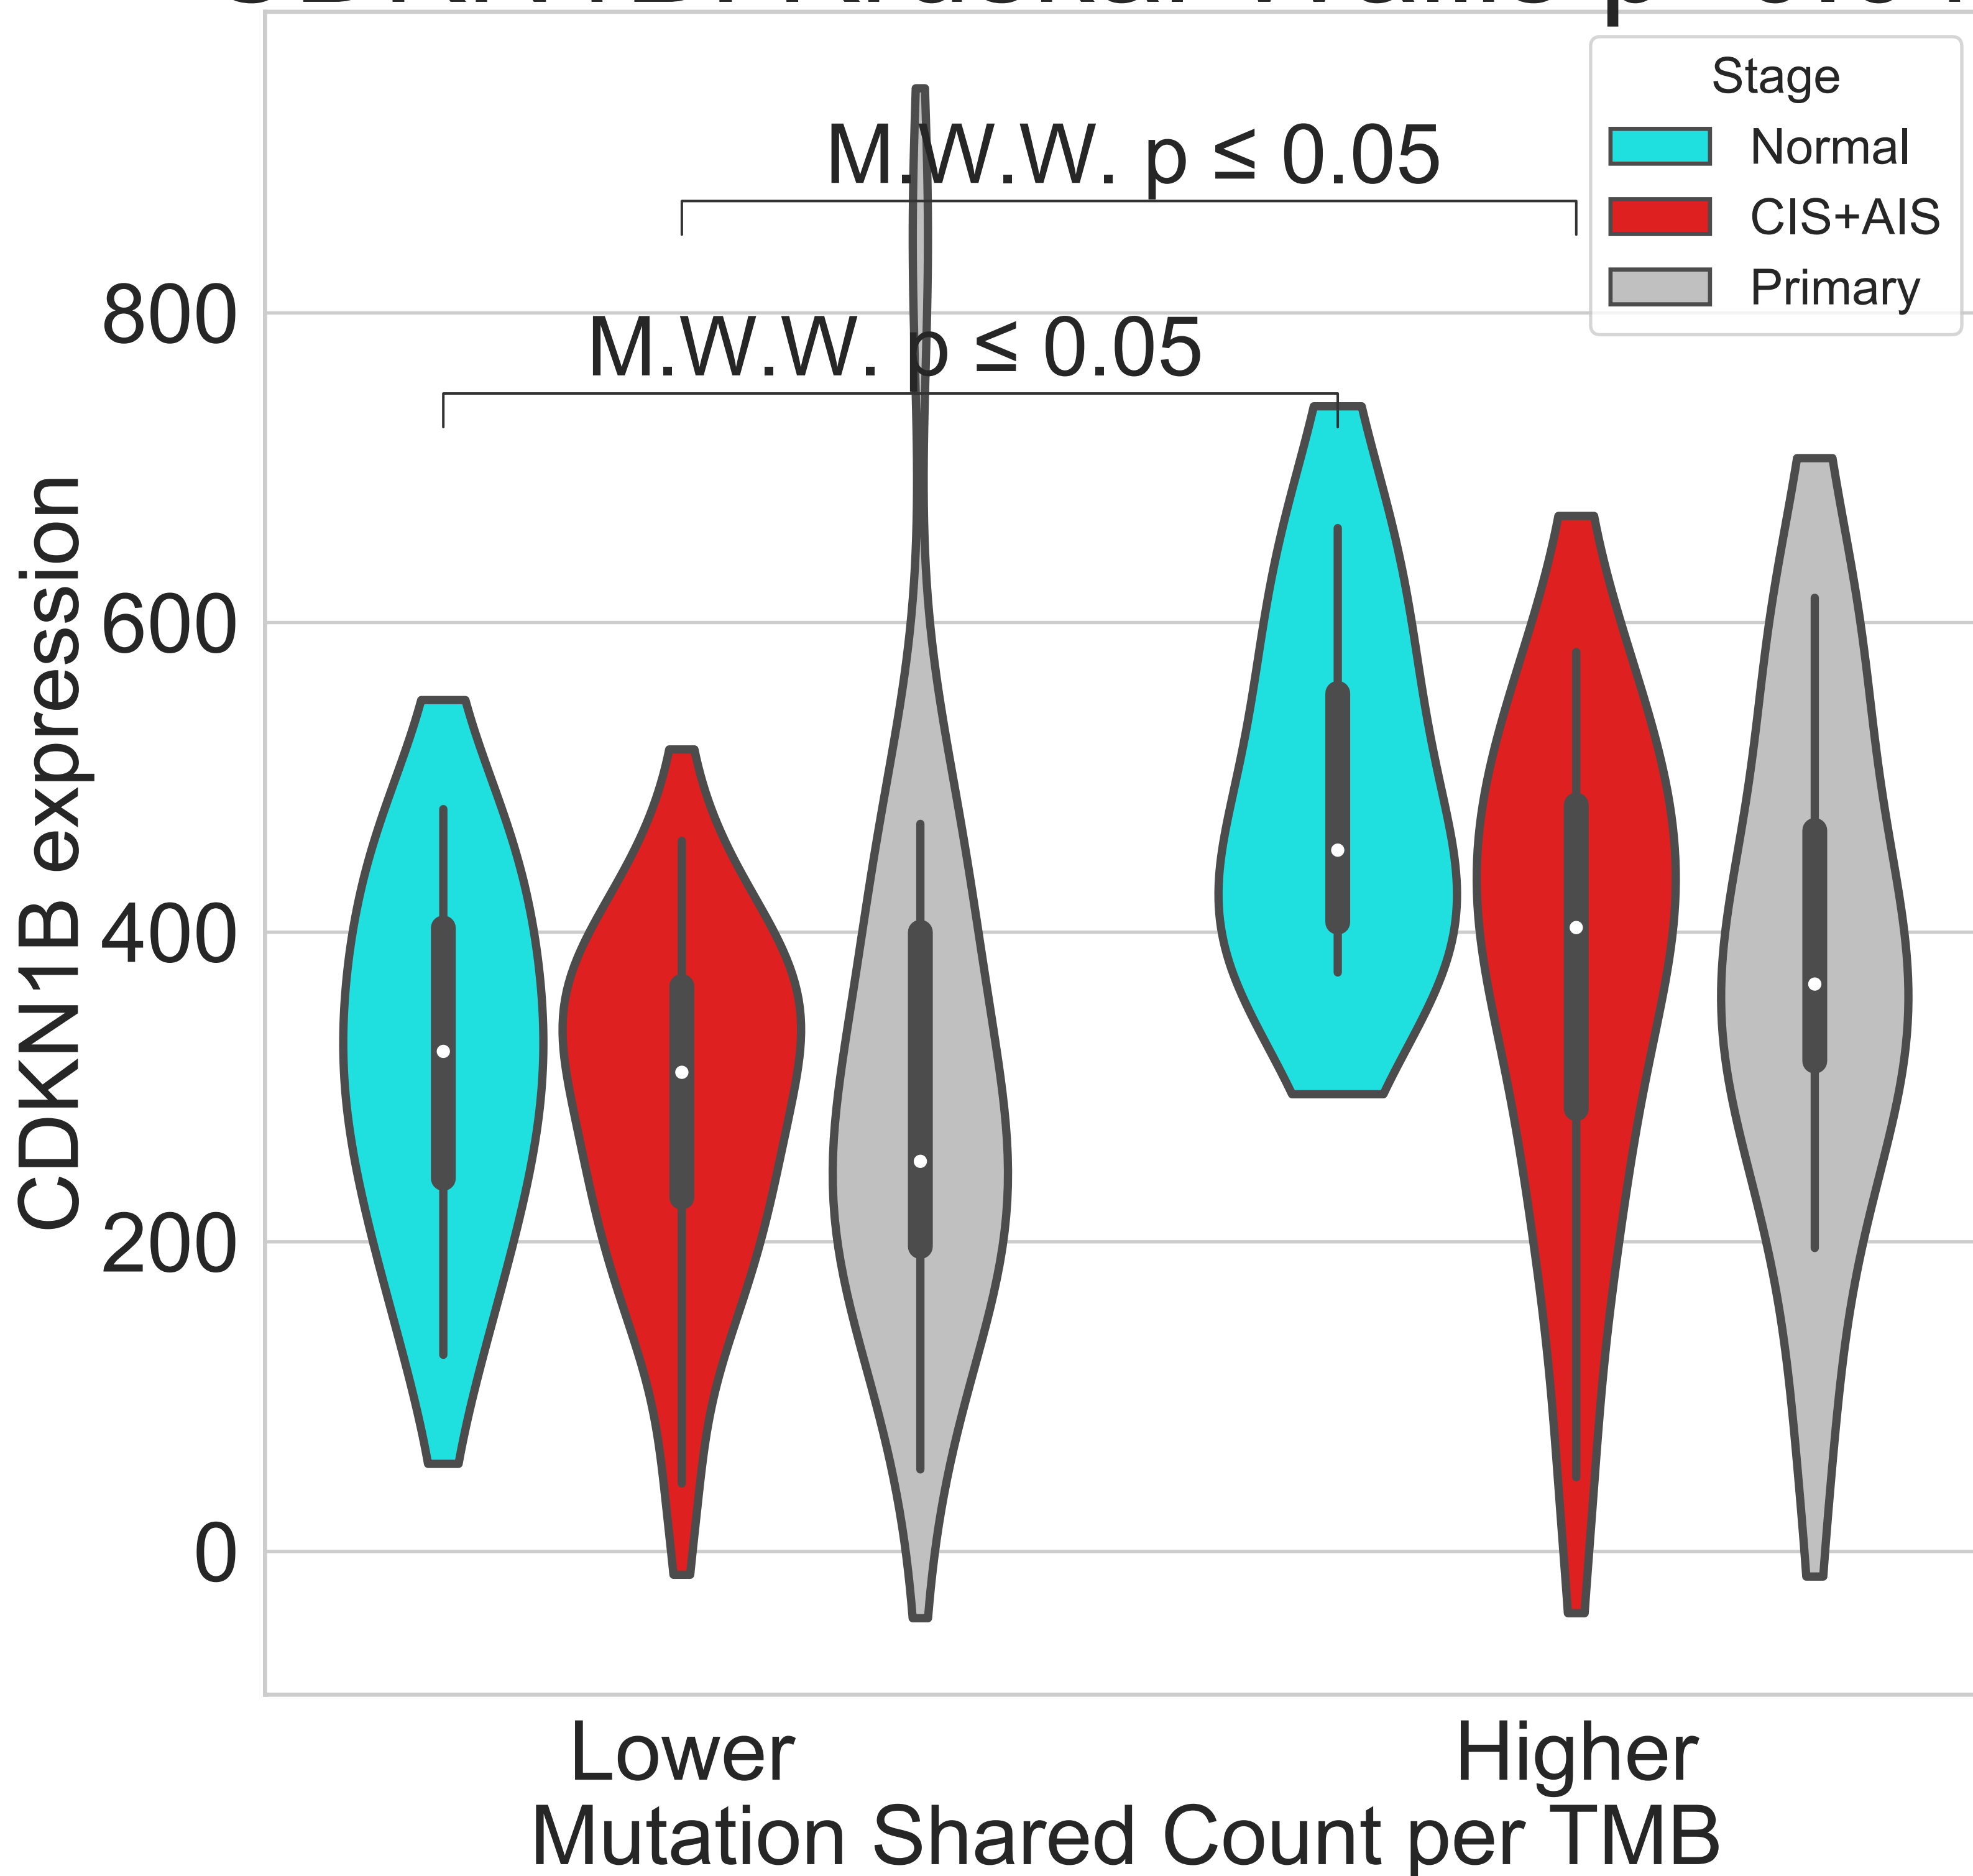 Stage
Normal
CIS+AIS
Primary
M.W.W. p ≤ 0.05
M.W.W. p ≤ 0.05
800
600
400
200
0
CDKN1B expression
Lower
Higher
Mutation Shared Count per TMB